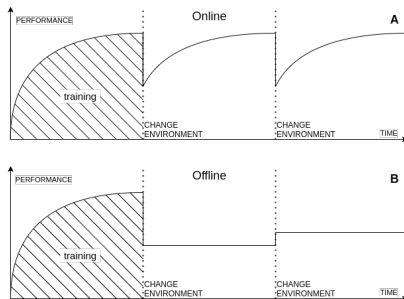 Online
A
PERFORMANCE
training
CHANGE
ENVIRONMENT
CHANGE
ENVIRONMENT
TIME
Offline
B
PERFORMANCE
training
CHANGE
ENVIRONMENT
CHANGE
ENVIRONMENT
TIME